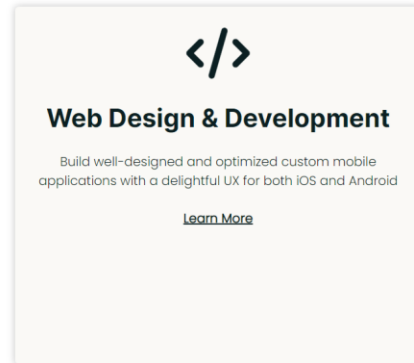 </>
Web Design & Development
Build well-designed and optimized custom mobile
applications with a delightful UX for both iOS and Android
Learn More